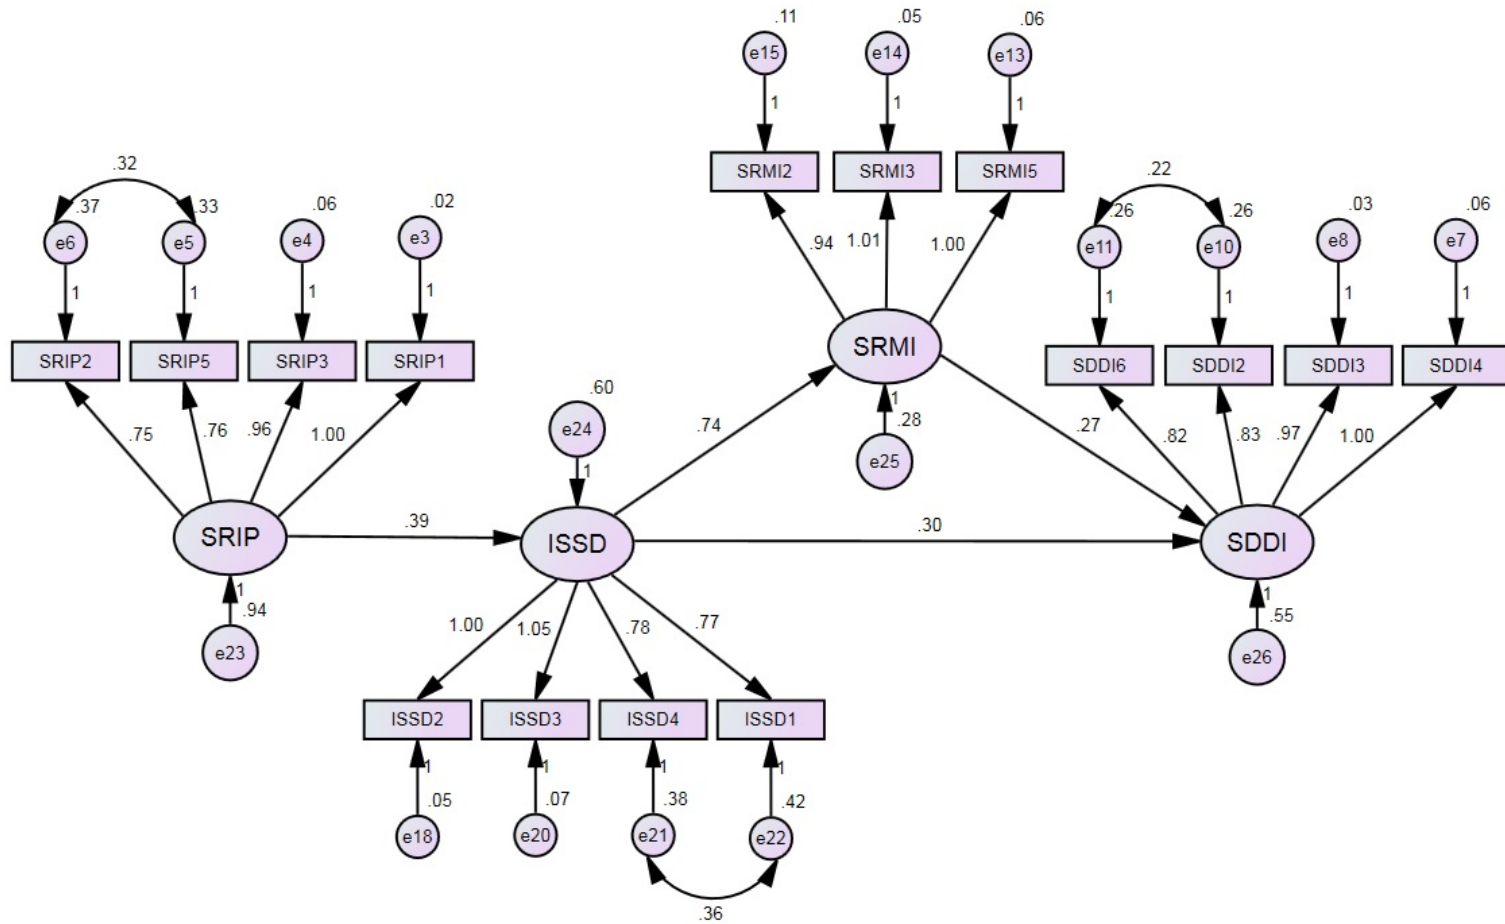 .11
.05
.06
e15
e14
e13
1
1
1
SRMI2
SRMI3
SRMI5
.94
1.01
1.00
SRMI
1
.28
e25
.32
.37
.33
.06
.02
e6
e5
e4
e3
1
1
1
1
SRIP2
SRIP5
SRIP3
SRIP1
.75
.76
.96
1.00
SRIP
1
.94
e23
.22
.26
.26
.03
.06
e11
e10
e8
e7
1
1
1
1
SDDI6
SDDI2
SDDI3
SDDI4
.82
.83
.97
1.00
SDDI
1
.55
e26
.60
e24
1
.74
.27
.39
ISSD
.30
1.00
1.05
.78
.77
ISSD2
ISSD3
ISSD4
ISSD1
1
1
1
1
.05
.07
.38
.42
e18
e20
e21
e22
.36